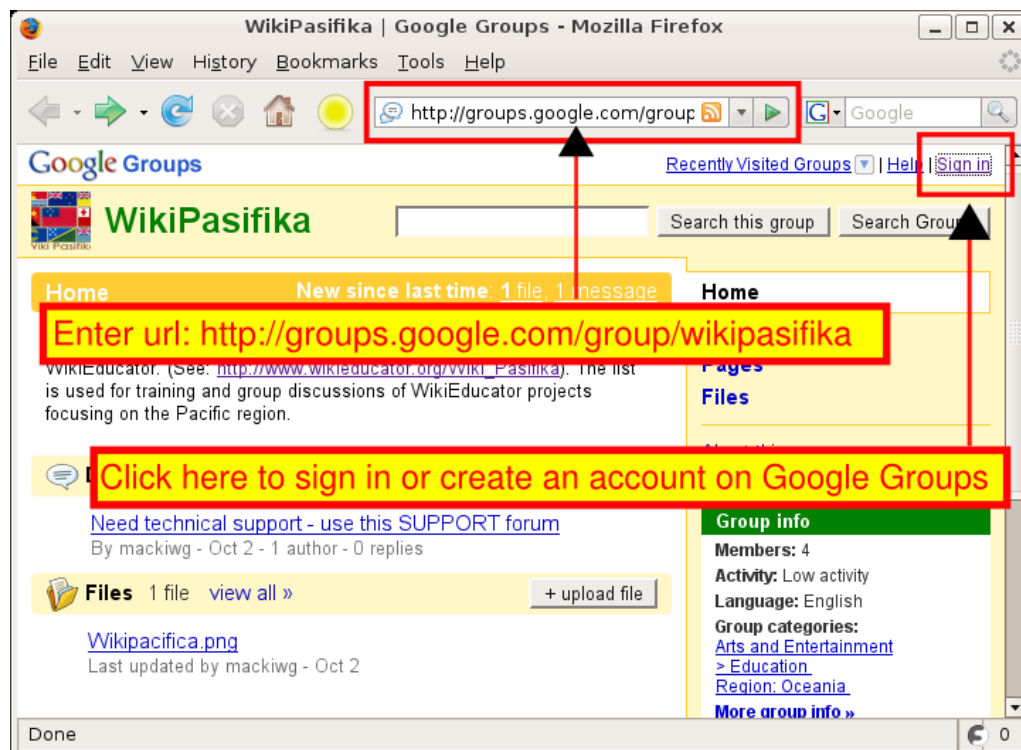 WikiPasifika | Google Groups - Mozilla Firefox
File Edit View History Bookmarks Tools Help
http://groups.google.com/group
G Google
Google Groups
Recently Visited Groups | Help | Sign in
WikiPasifika
Search this group
Home New since last time: 1 file, 1 message
Home
Enter url: http://groups.google.com/group/wikipasifika
WikiEducator. (See: http://www.wikieducator.org/Wiki_Pasifika). The list
is used for training and group discussions of WikiEducator projects
focusing on the Pacific region.
Pages
Files
Click here to sign in or create an account on Google Groups
Need technical support - use this SUPPORT forum
By mackiwg - Oct 2 - 1 author - 0 replies
Files 1 file view all »
+ upload file
Wikipacifica.png
Last updated by mackiwg - Oct 2
Group info
Members: 4
Activity: Low activity
Language: English
Group categories:
Arts and Entertainment
> Education
Region: Oceania
More group info »
Done
0